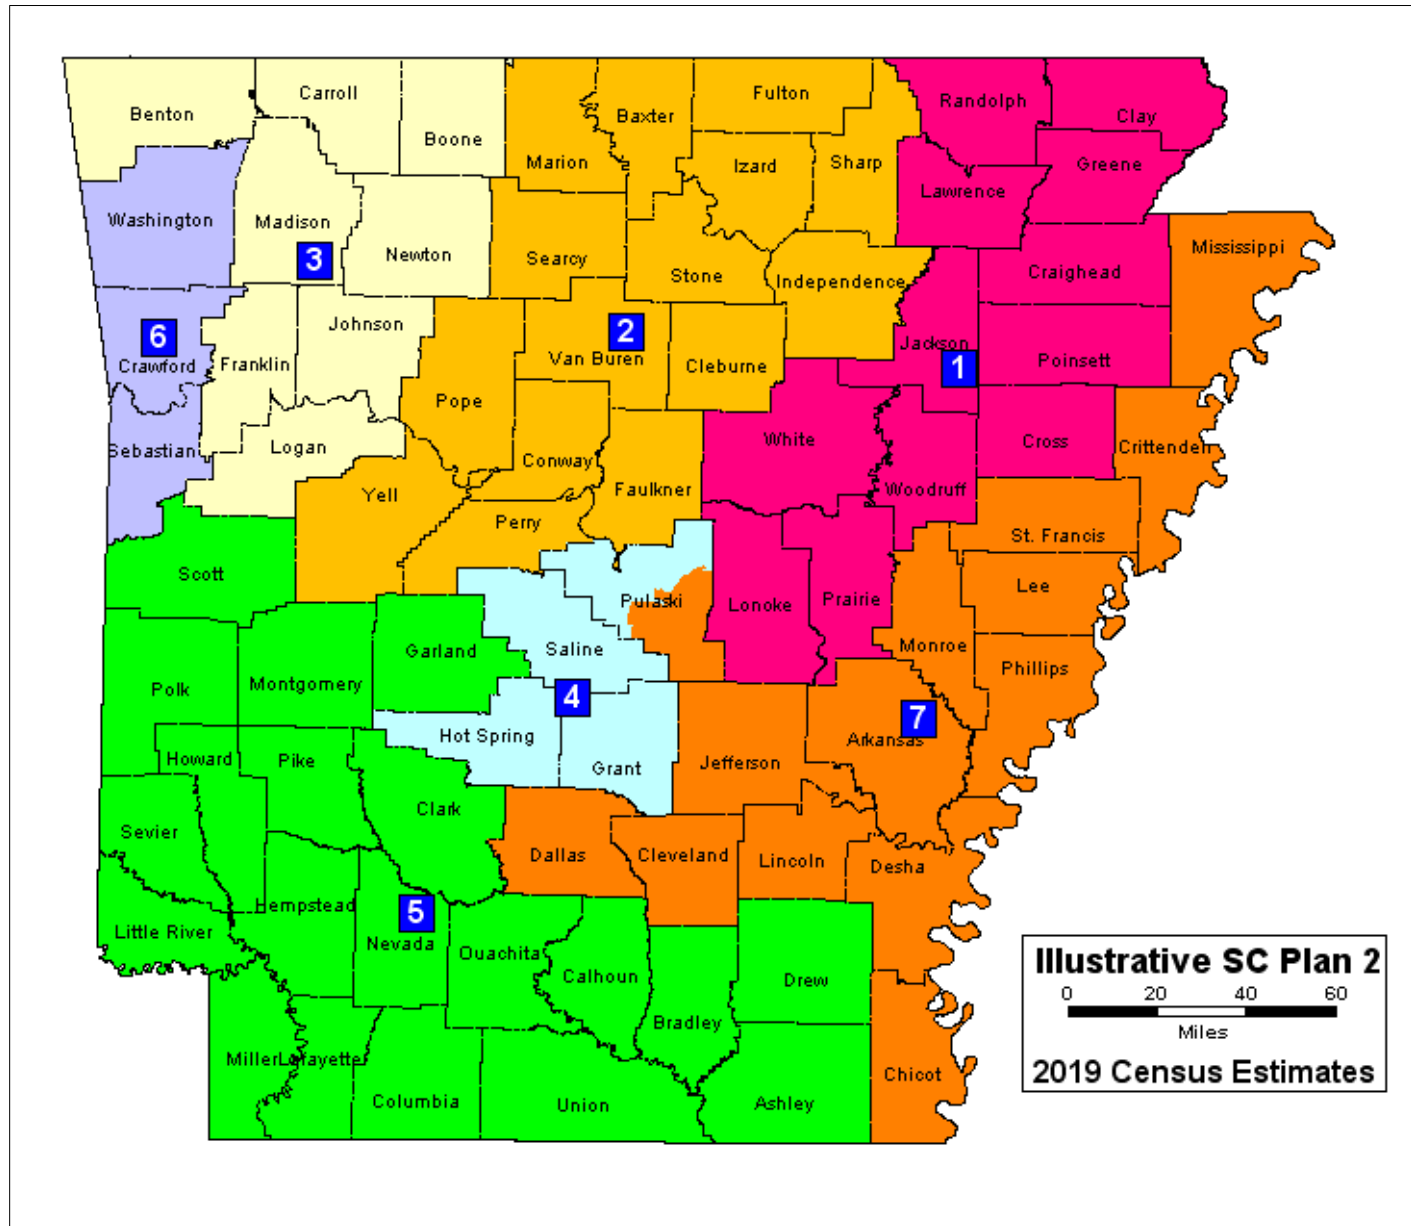 Benton
Carroll
Boone
Marion
Baxter
Fulton
Randolph
Clay
Izard
Sharp
Greene
Lawrence
Washington
Madison
Newton
Searcy
Stone
Independence
Craighead
Mississippi
3
6
Crawford
Franklin
Johnson
2
Van Buren
Cleburne
Jackson
1
Poinsett
Pope
White
Cross
Crittenden
Sebastian
Logan
Conway
Yell
Faulkner
Woodruff
Perry
St. Francis
Scott
Pulaski
Lonoke
Prairie
Lee
Garland
Saline
Monroe
Phillips
Polk
Montgomery
4
7
Hot Spring
Arkansas
Howard
Pike
Grant
Jefferson
Clark
Sevier
Dallas
Cleveland
Lincoln
Desha
Hempstead
5
Little River
Nevada
Ouachita
Calhoun
Drew
Bradley
Miller
Lafayette
Columbia
Union
Ashley
Chicot
Illustrative SC Plan 2
0 20 40 60
Miles
2019 Census Estimates